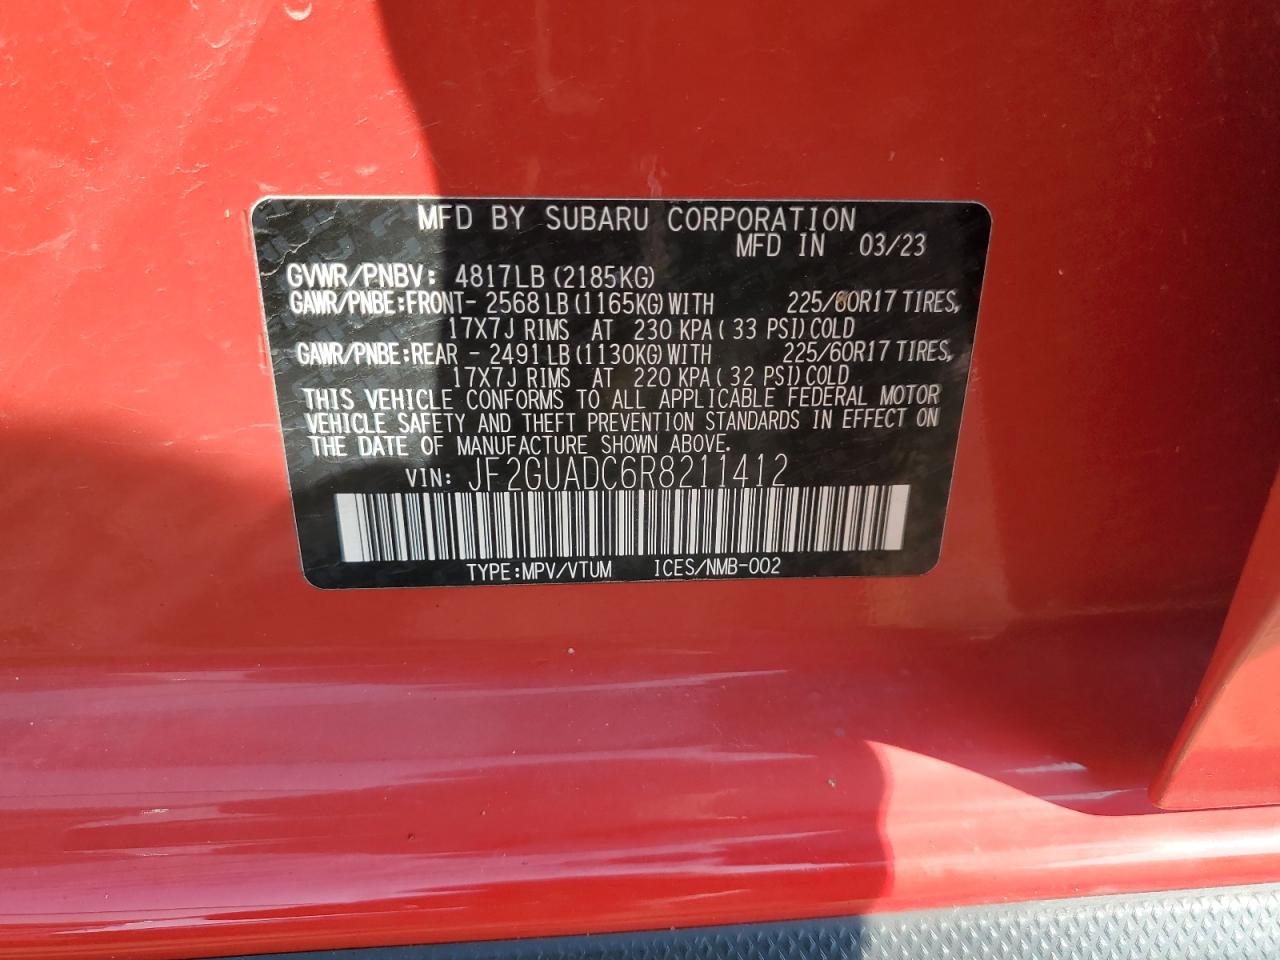 MFD BY SUBARU CORPORATION
MFD IN 03/23
GVWR/PNBV: 4817LB (2185KG)
GAWR/PNBE:FRONT- 2568 LB (1165KG) WITH 225/60R17 TIRES,
17X7J RIMS AT 230 KPA ( 33 PSI) COLD
GAWR/PNBE:REAR - 2491 LB (1130KG) WITH 225/60R17 TIRES,
17X7J RIMS AT 220 KPA ( 32 PSI) COLD
THIS VEHICLE CONFORMS TO ALL APPLICABLE FEDERAL MOTOR
VEHICLE SAFETY AND THEFT PREVENTION STANDARDS IN EFFECT ON
THE DATE OF MANUFACTURE SHOWN ABOVE.
VIN: JF2GUADC6R8211412
TYPE:MPV/VTUM ICES/NMB-002